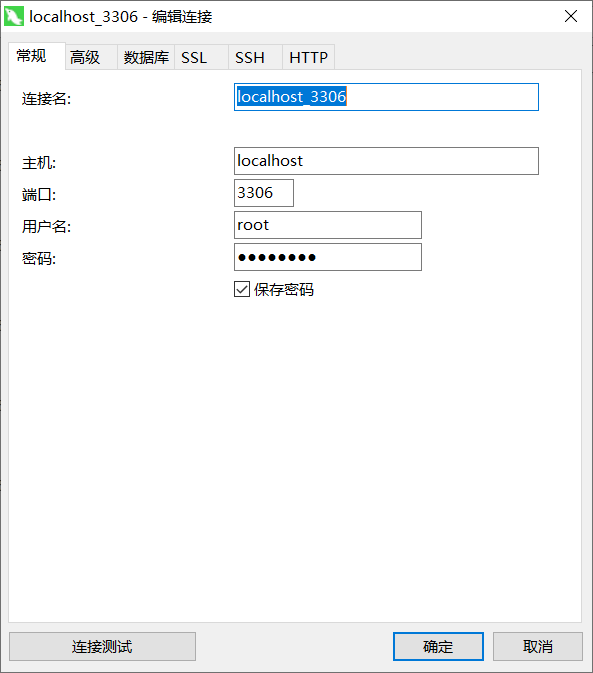 localhost_3306 - 编辑连接
常规 高级 数据库 SSL SSH HTTP
连接名: localhost_3306
主机: localhost
端口: 3306
用户名: root
密码: ●●●●●●●●
保存密码
连接测试 确定 取消